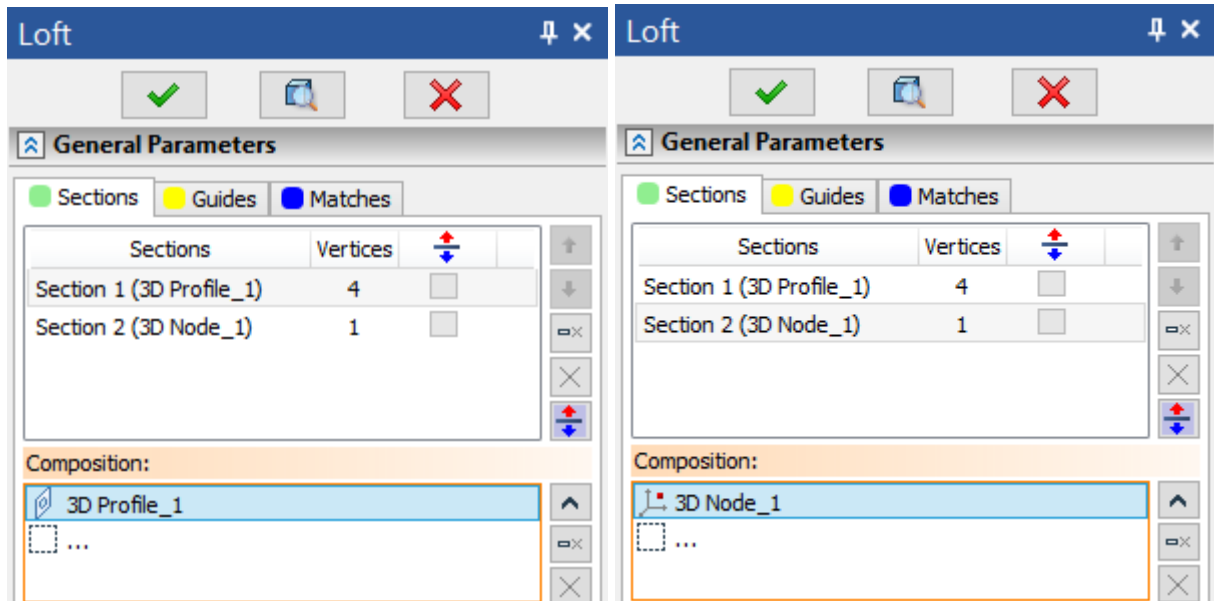 Loft
General Parameters
Sections Guides Matches
Sections Vertices
Section 1 (3D Profile_1) 4
Section 2 (3D Node_1) 1
Composition:
3D Profile_1
...
Loft
General Parameters
Sections Guides Matches
Sections Vertices
Section 1 (3D Profile_1) 4
Section 2 (3D Node_1) 1
Composition:
3D Node_1
...